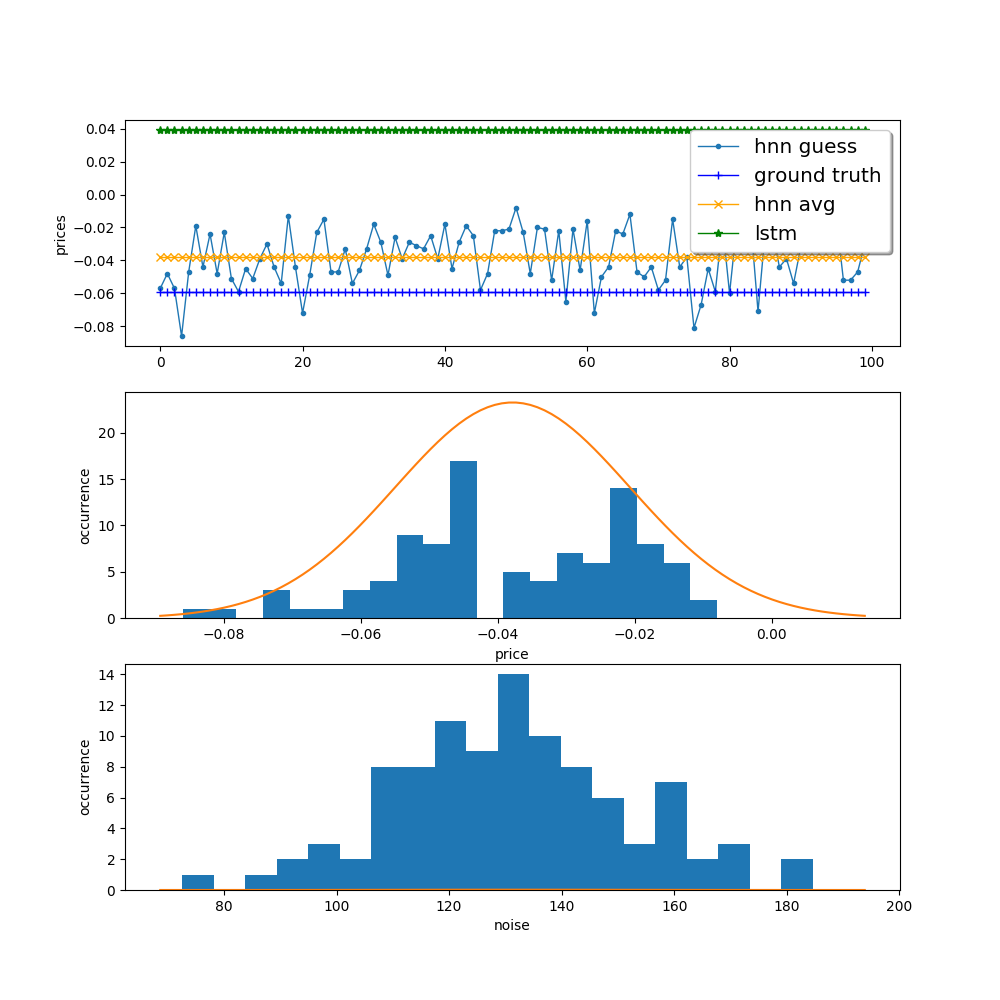 0.04
0.02
0.00
−0.02
−0.04
−0.06
−0.08
prices
hnn guess
ground truth
hnn avg
lstm
0 20 40 60 80 100
20
15
10
5
0
occurrence
−0.08 −0.06 −0.04 −0.02 0.00
price
14
12
10
8
6
4
2
0
occurrence
80 100 120 140 160 180 200
noise